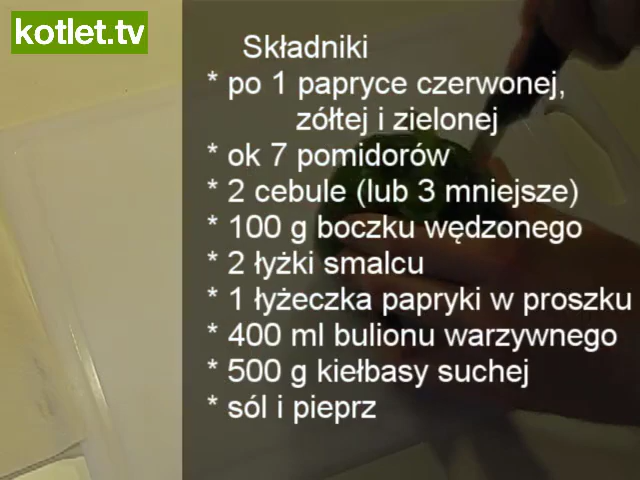 kotlet.tv
Składniki
* po 1 papryce czerwonej,
zółtej i zielonej
* ok 7 pomidorów
* 2 cebule (lub 3 mniejsze)
* 100 g boczku wędzonego
* 2 łyżki smalcu
* 1 łyżeczka papryki w proszku
* 400 ml bulionu warzywnego
* 500 g kiełbasy suchej
* sól i pieprz